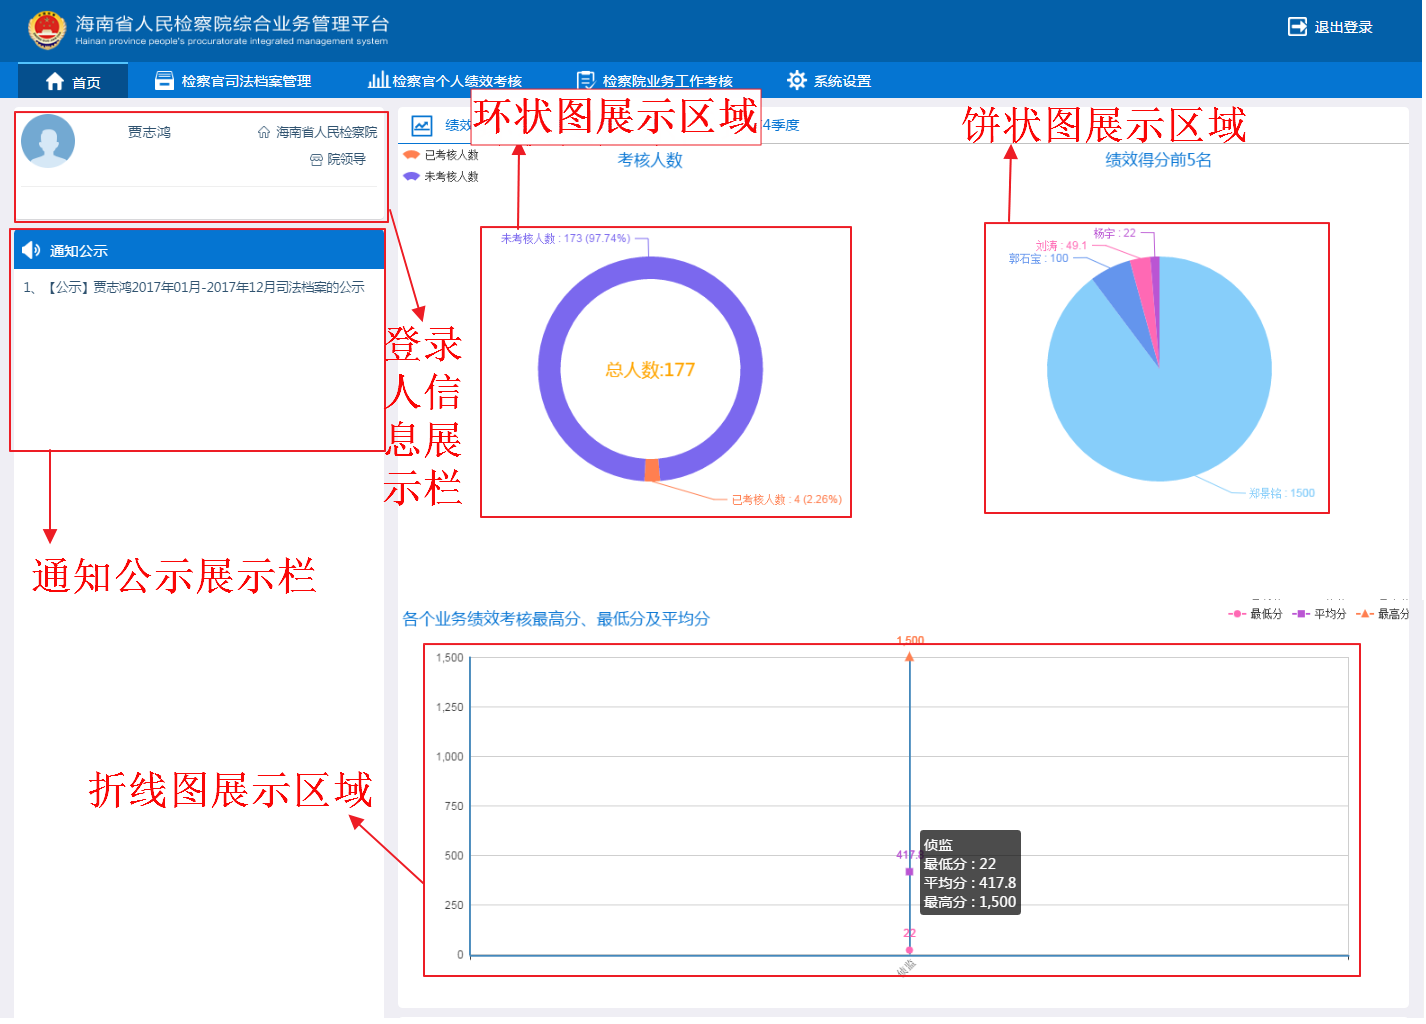 海南省人民检察院综合业务管理平台
Hainan province people's procuratorate integrated management system
退出登录
首页
检察官司法档案管理
检察官个人绩效考核
检察院业务工作考核
系统设置
贾志鸿
海南省人民检察院
院领导
通知公示
1、【公示】贾志鸿2017年01月-2017年12月司法档案的公示
登录
人信
息展
示栏
通知公示展示栏
绩效
环状图展示区域
4季度
饼状图展示区域
已考核人数
未考核人数
考核人数
绩效得分前5名
未考核人数 : 173 (97.74%)
总人数:177
已考核人数 : 4 (2.26%)
杨宇 : 22
刘涛 : 49.1
郭石宝 : 100
郑景铭 : 1500
各个业务绩效考核最高分、最低分及平均分
最低分
平均分
最高分
折线图展示区域
1,500
1,500
1,250
1,000
750
500
250
0
417.8
22
侦监
侦监
最低分 : 22
平均分 : 417.8
最高分 : 1,500